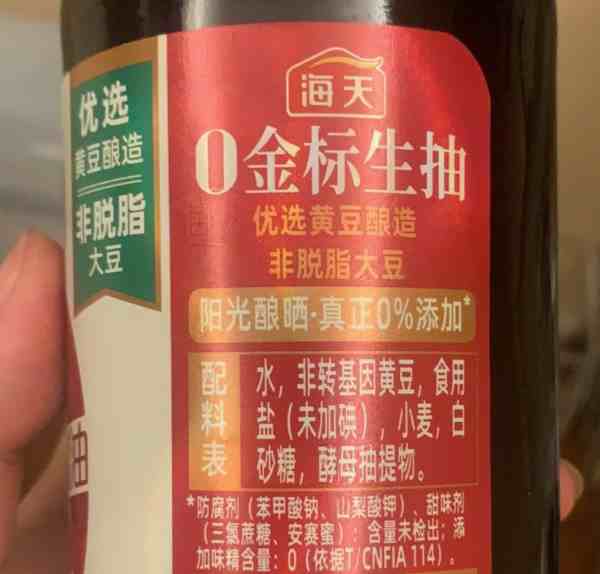 海天
优选
黄豆酿造
非脱脂
大豆
0金标生抽
优选黄豆酿造
非脱脂大豆
阳光酿晒·真正0%添加*
配料表
水，非转基因黄豆，食用
盐（未加碘），小麦，白
砂糖，酵母抽提物。
*防腐剂（苯甲酸钠、山梨酸钾）、甜味剂
（三氯蔗糖、安赛蜜）：含量未检出；添
加味精含量：0（依据T/CNFIA 114）。
抽